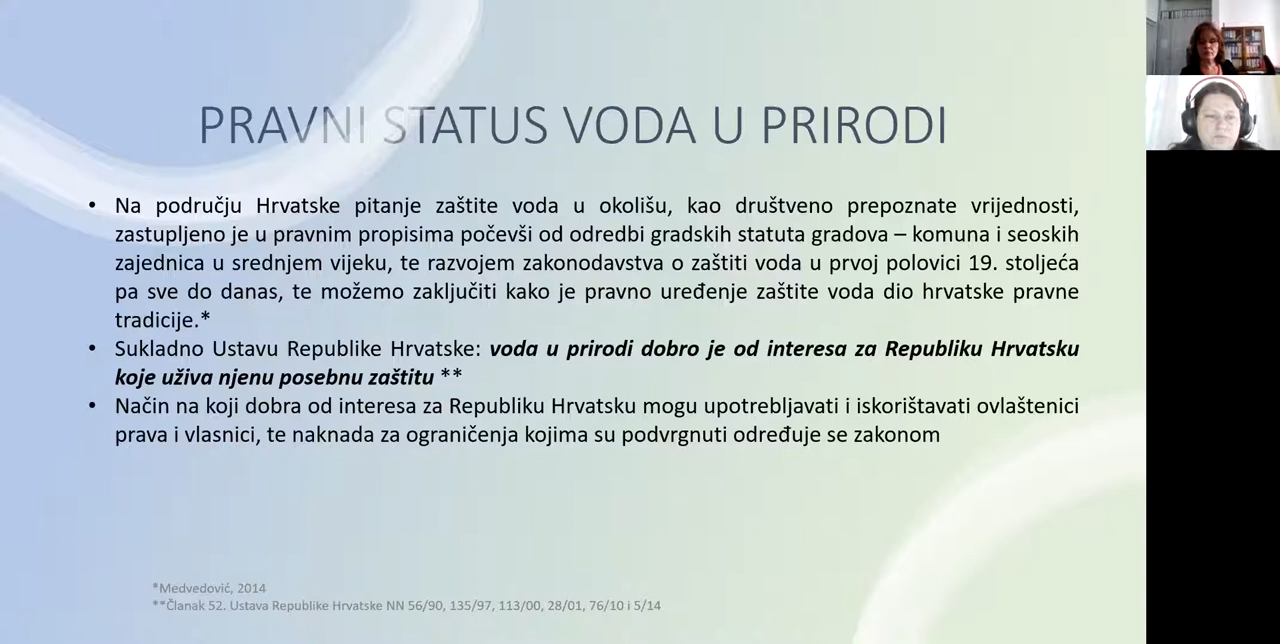 PRAVNI STATUS VODA U PRIRODI
• Na području Hrvatske pitanje zaštite voda u okolišu, kao društveno prepoznate vrijednosti,
zastupljeno je u pravnim propisima počevši od odredbi gradskih statuta gradova – komuna i seoskih
zajednica u srednjem vijeku, te razvojem zakonodavstva o zaštiti voda u prvoj polovici 19. stoljeća
pa sve do danas, te možemo zaključiti kako je pravno uređenje zaštite voda dio hrvatske pravne
tradicije.*
• Sukladno Ustavu Republike Hrvatske: voda u prirodi dobro je od interesa za Republiku Hrvatsku
koje uživa njenu posebnu zaštitu **
• Način na koji dobra od interesa za Republiku Hrvatsku mogu upotrebljavati i iskorištavati ovlaštenici
prava i vlasnici, te naknada za ograničenja kojima su podvrgnuti određuje se zakonom
*Medvedović, 2014
**Članak 52. Ustava Republike Hrvatske NN 56/90, 135/97, 113/00, 28/01, 76/10 i 5/14